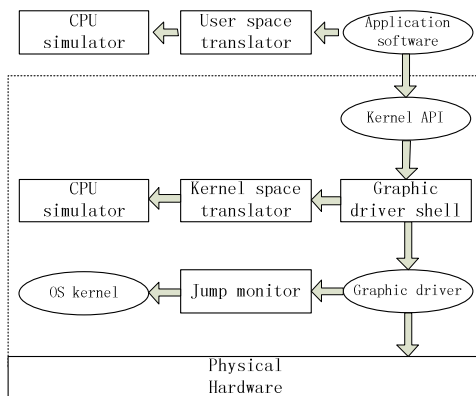 CPU
simulator
User space
translator
Application
software
Kernel API
CPU
simulator
Kernel space
translator
Graphic
driver shell
OS kernel
Jump monitor
Graphic driver
Physical
Hardware